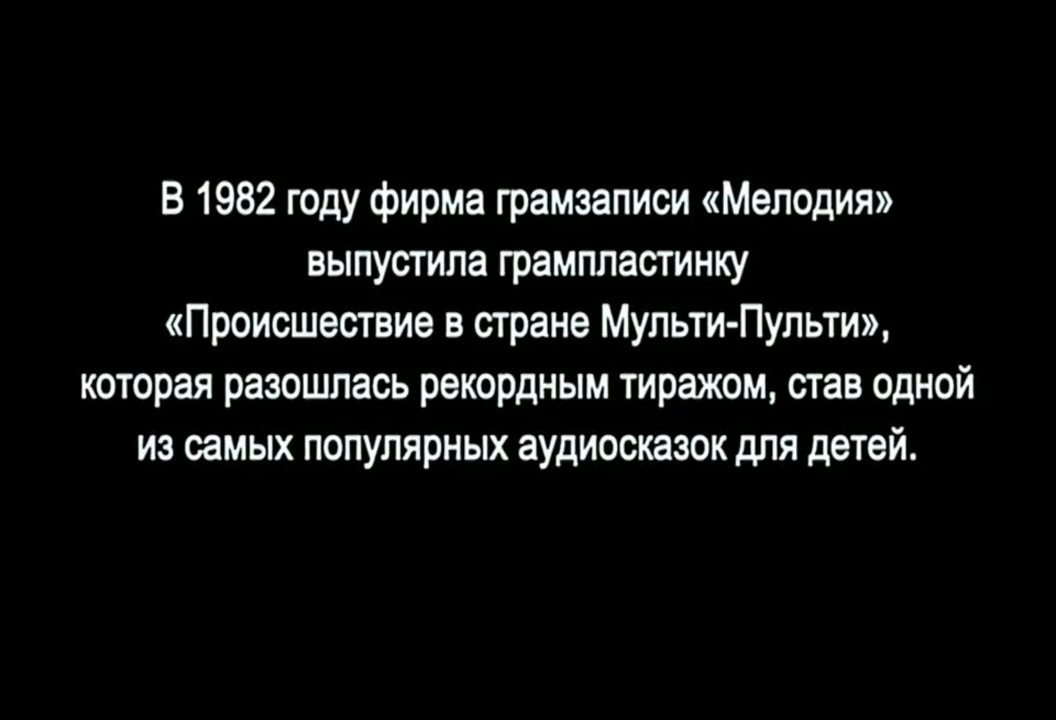 В 1982 году фирма грамзаписи «Мелодия»
выпустила грампластинку
«Происшествие в стране Мульти-Пульти»,
которая разошлась рекордным тиражом, став одной
из самых популярных аудиосказок для детей.